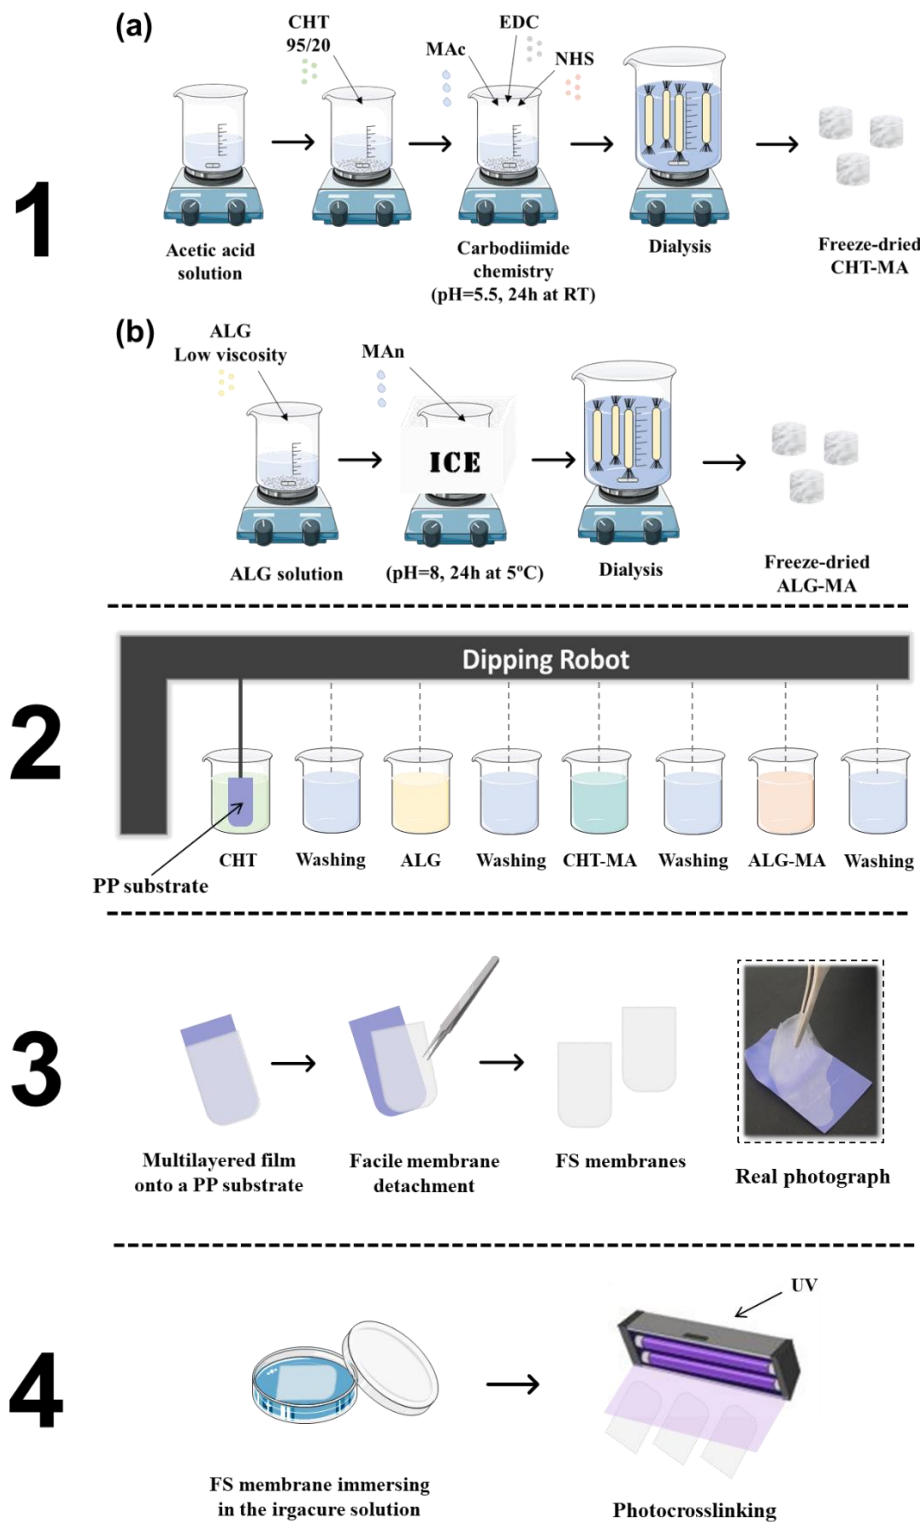 1
(a)
CHT
95/20
MAc
EDC
NHS
Acetic acid
solution
Carbodiimide
chemistry
(pH=5.5, 24h at RT)
Dialysis
Freeze-dried
CHT-MA
(b)
ALG
Low viscosity
MAn
ICE
ALG solution
(pH=8, 24h at 5ºC)
Dialysis
Freeze-dried
ALG-MA
2
Dipping Robot
CHT
Washing
ALG
Washing
CHT-MA
Washing
ALG-MA
Washing
PP substrate
3
Multilayered film
onto a PP substrate
Facile membrane
detachment
FS membranes
Real photograph
4
UV
FS membrane immersing
in the irgacure solution
Photocrosslinking